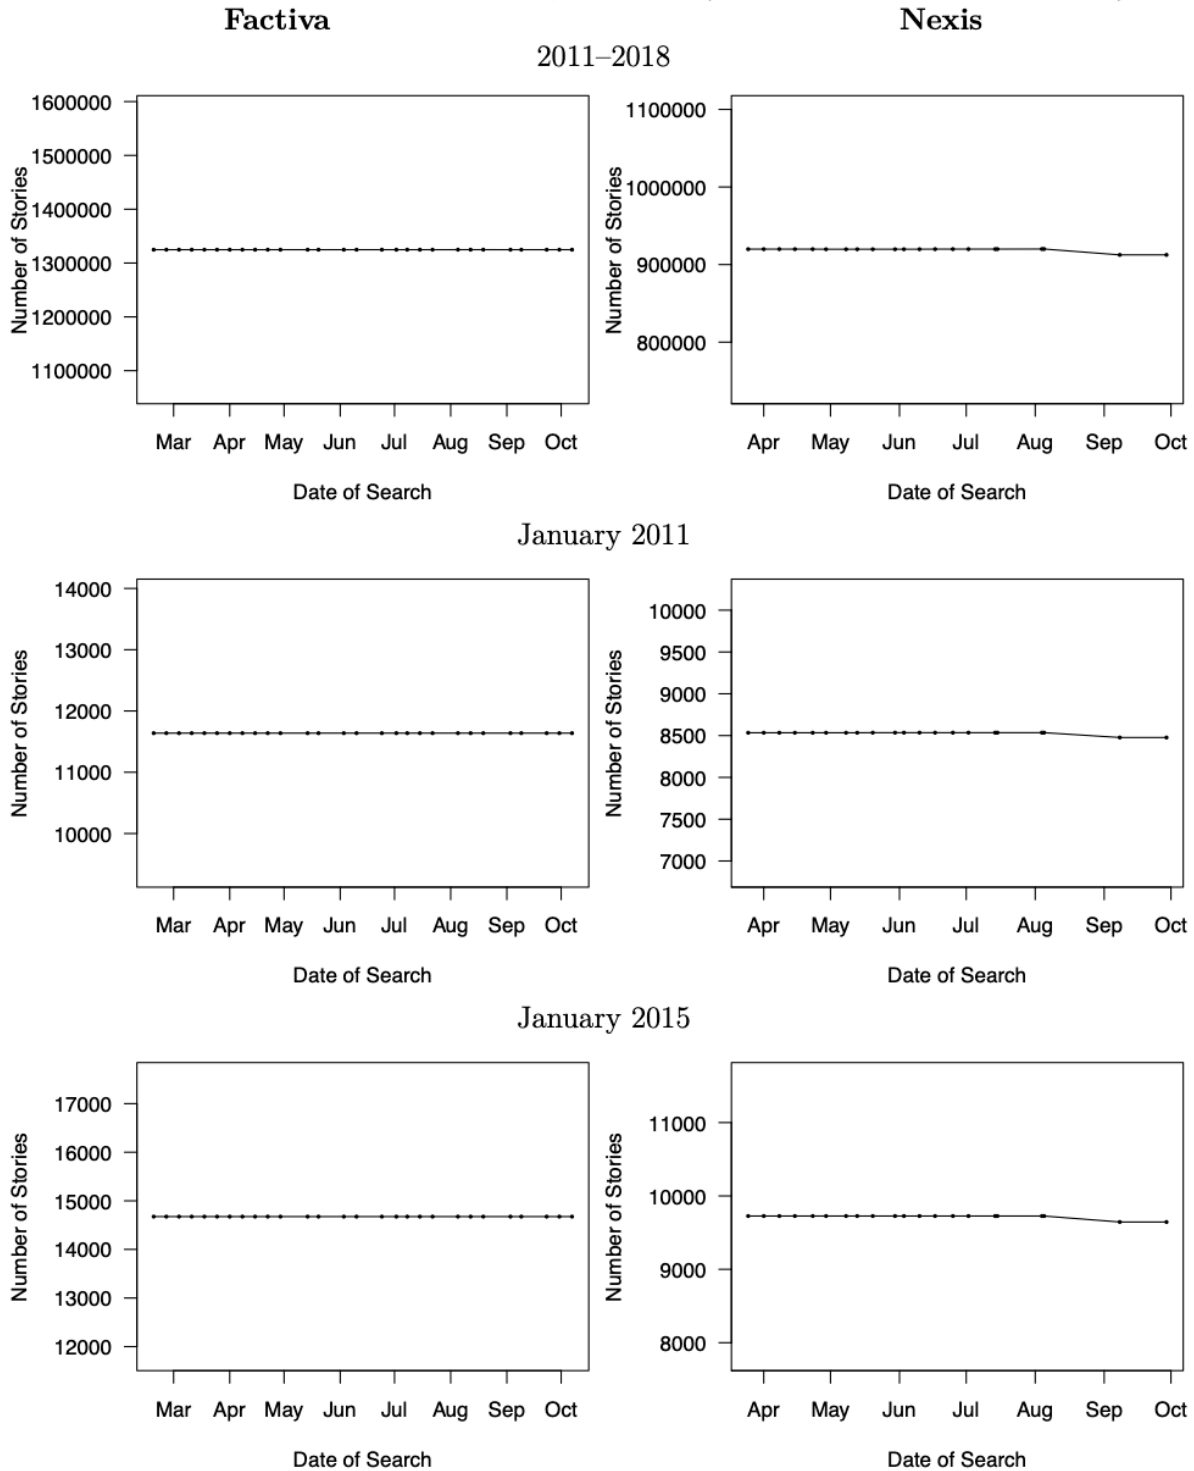 Factiva Nexis
2011–2018
Number of Stories
1600000
1500000
1400000
1300000
1200000
1100000
Mar Apr May Jun Jul Aug Sep Oct
Date of Search
Number of Stories
1100000
1000000
900000
800000
Apr May Jun Jul Aug Sep Oct
Date of Search
January 2011
Number of Stories
14000
13000
12000
11000
10000
Mar Apr May Jun Jul Aug Sep Oct
Date of Search
Number of Stories
10000
9500
9000
8500
8000
7500
7000
Apr May Jun Jul Aug Sep Oct
Date of Search
January 2015
Number of Stories
17000
16000
15000
14000
13000
12000
Mar Apr May Jun Jul Aug Sep Oct
Date of Search
Number of Stories
11000
10000
9000
8000
Apr May Jun Jul Aug Sep Oct
Date of Search